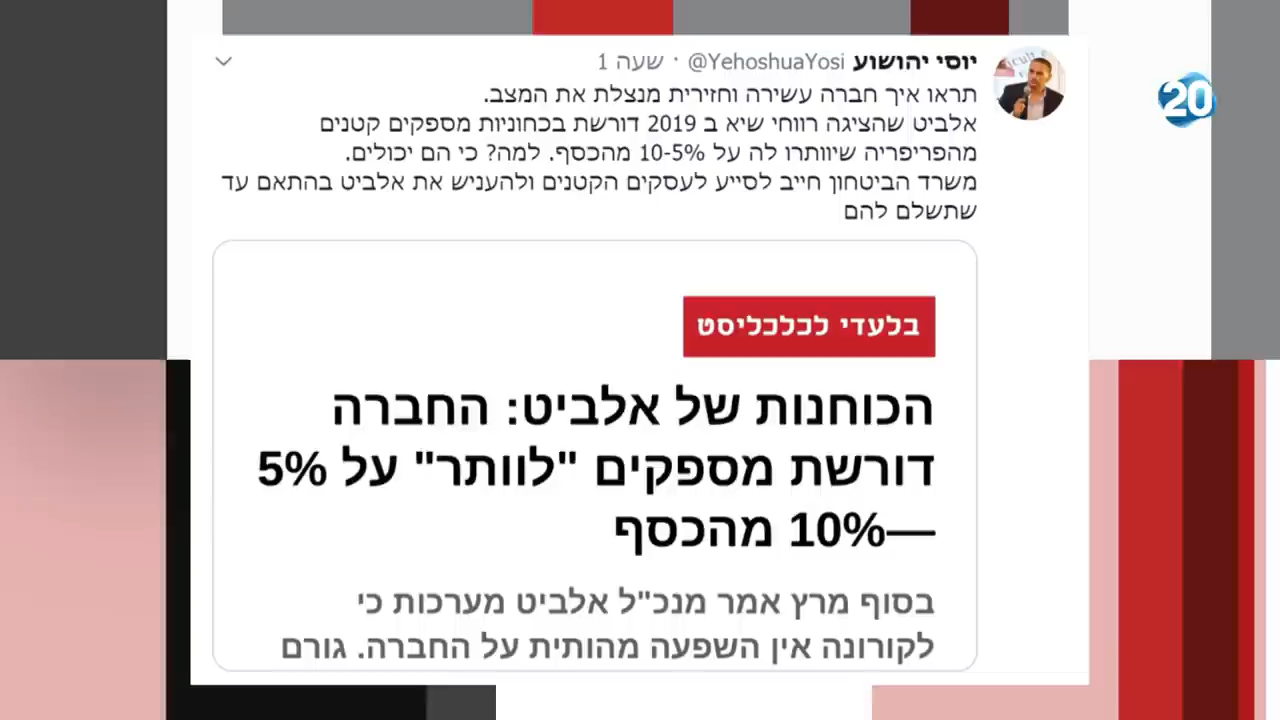 יוסי יהושוע @YehoshuaYosi · שעה 1
תראו איך חברה עשירה וחזירית מנצלת את המצב.
אלביט שהציגה רווחי שיא ב 2019 דורשת בכחוניות מספקים קטנים
מהפריפריה שיוותרו לה על 10-5% מהכסף. למה? כי הם יכולים.
משרד הביטחון חייב לסייע לעסקים הקטנים ולהעניש את אלביט בהתאם עד
שתשלם להם
20
בלעדי לכלכליסט
הכוחנות של אלביט: החברה
דורשת מספקים "לוותר" על 5%
—10% מהכסף
בסוף מרץ אמר מנכ"ל אלביט מערכות כי
לקורונה אין השפעה מהותית על החברה. גורם